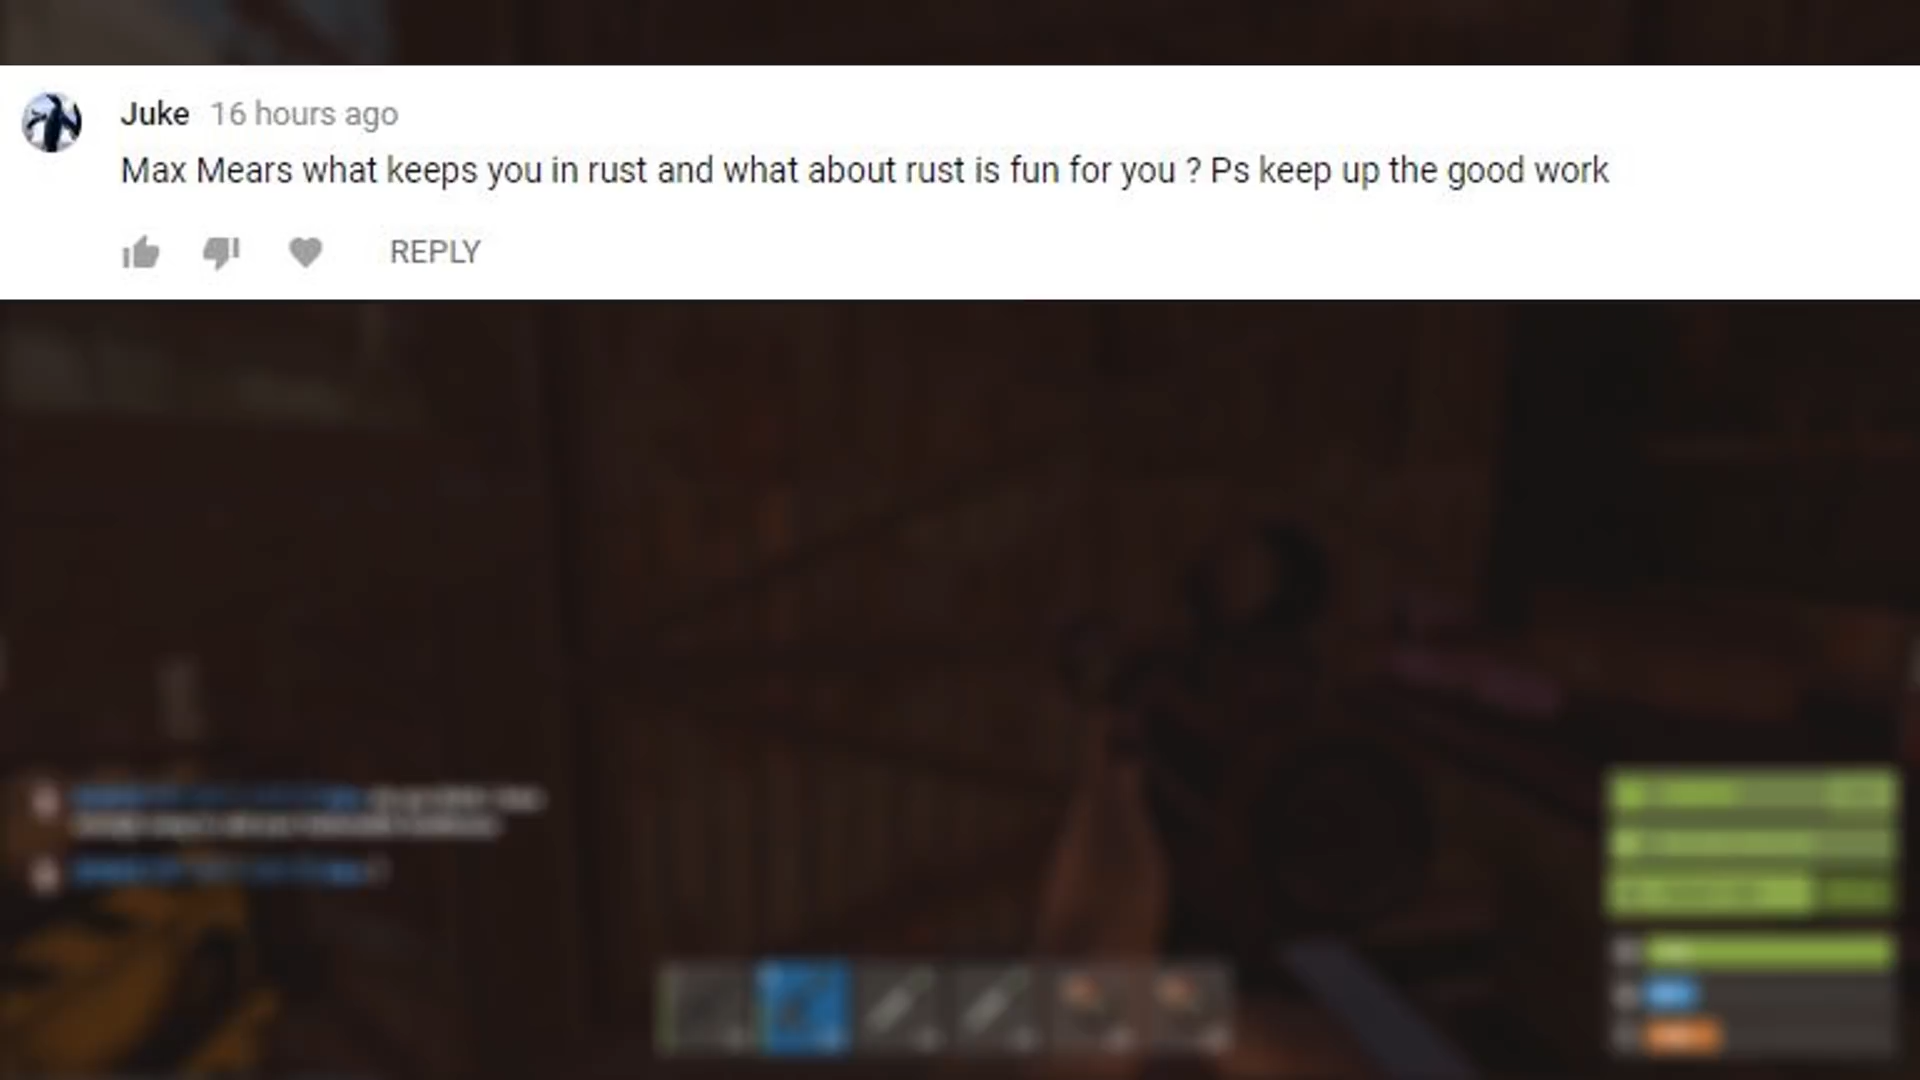 Juke 16 hours ago
Max Mears what keeps you in rust and what about rust is fun for you ? Ps keep up the good work
REPLY